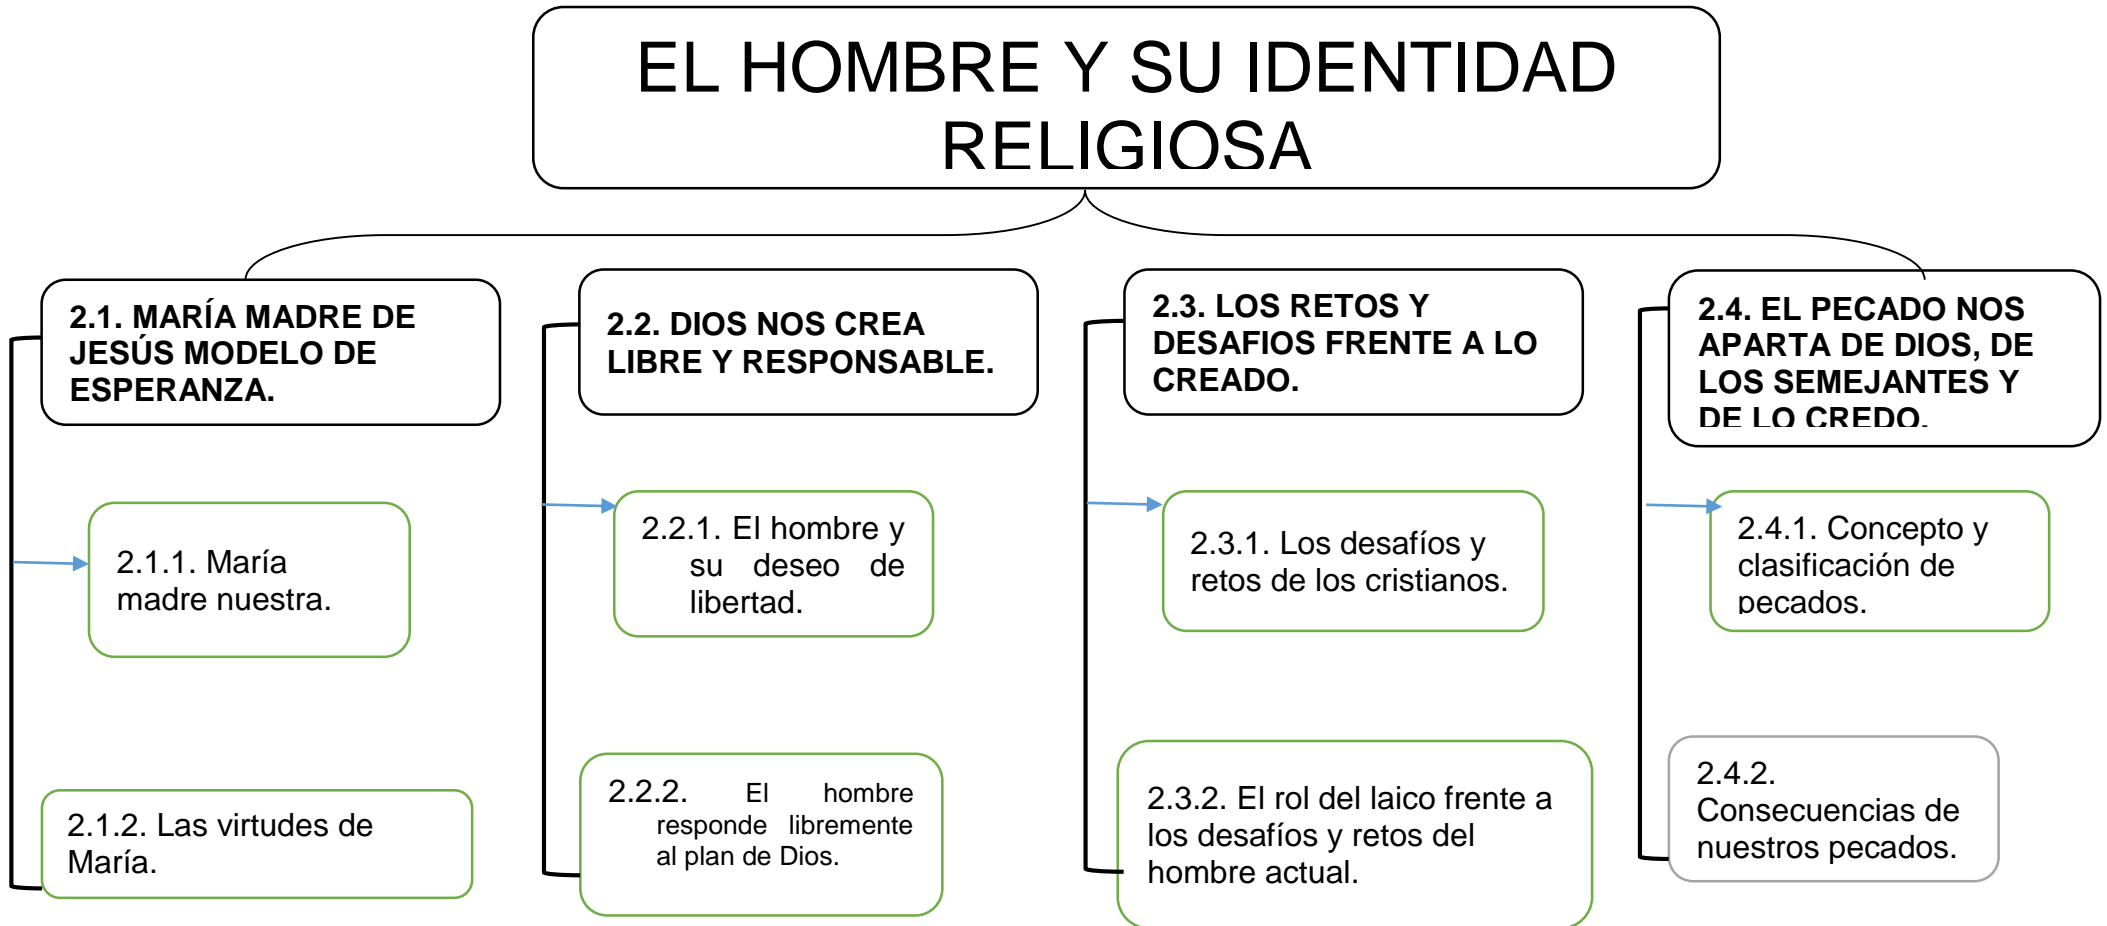 EL HOMBRE Y SU IDENTIDAD
RELIGIOSA
2.1. MARÍA MADRE DE
JESÚS MODELO DE
ESPERANZA.
2.1.1. María
madre nuestra.
2.1.2. Las virtudes de
María.
2.2. DIOS NOS CREA
LIBRE Y RESPONSABLE.
2.2.1. El hombre y
su deseo de
libertad.
2.2.2. El hombre
responde libremente
al plan de Dios.
2.3. LOS RETOS Y
DESAFIOS FRENTE A LO
CREADO.
2.3.1. Los desafíos y
retos de los cristianos.
2.3.2. El rol del laico frente a
los desafíos y retos del
hombre actual.
2.4. EL PECADO NOS
APARTA DE DIOS, DE
LOS SEMEJANTES Y
DE LO CREDO.
2.4.1. Concepto y
clasificación de
pecados.
2.4.2.
Consecuencias de
nuestros pecados.